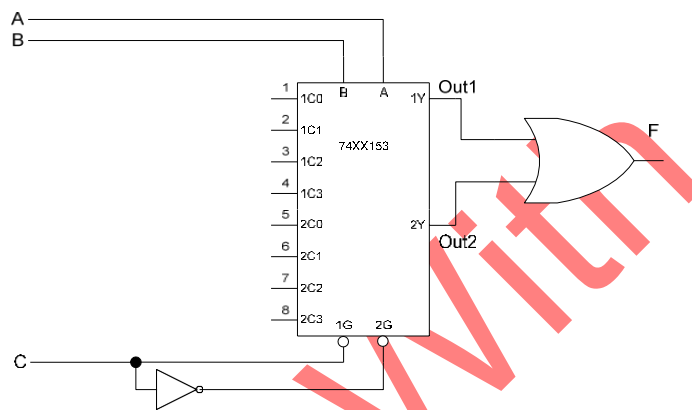 A
B
1 1C0 B A 1Y Out1
2 1C1
F
3 1C2 74XX153
4 1C3
5 2C0 2Y Out2
6 2C1
7 2C2
8 2C3
1G 2G
C
With